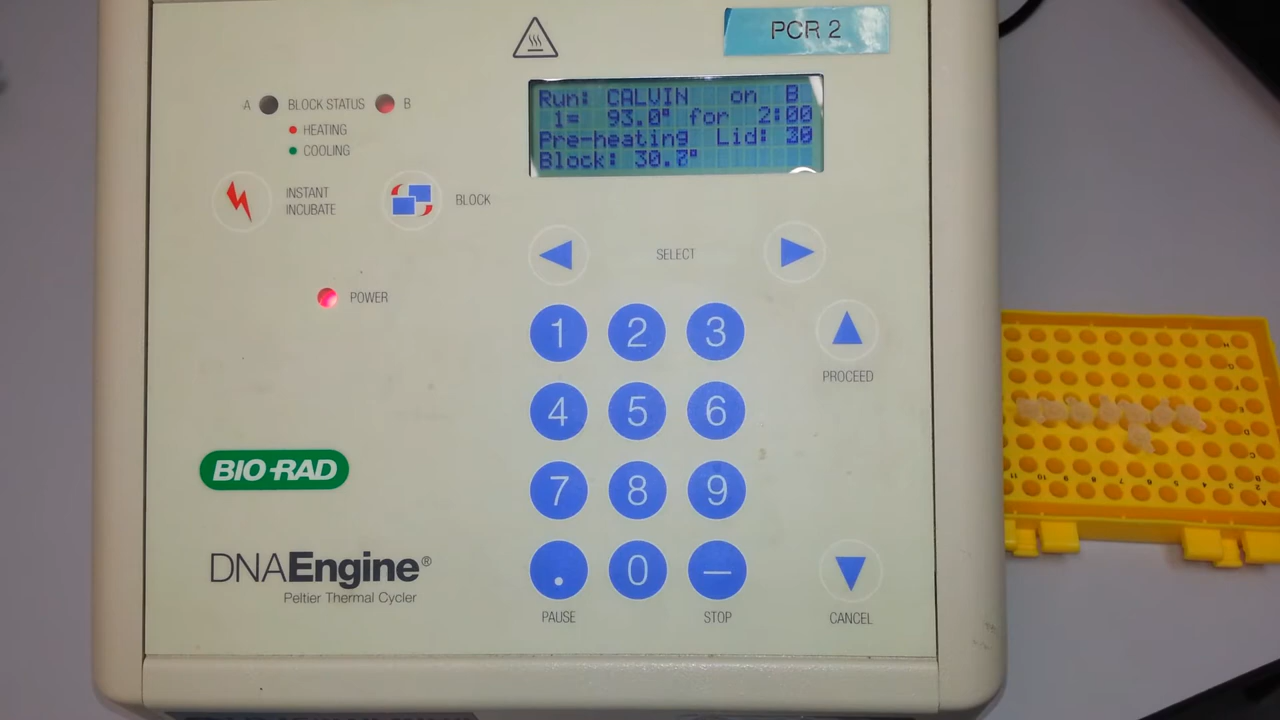 PCR 2
Run: CALVIN on B
1= 93.0° for 2:00
Pre-heating Lid: 30
Block: 30.
A BLOCK STATUS B
HEATING
COOLING
INSTANT
INCUBATE
BLOCK
SELECT
POWER
1 2 3
PROCEED
4 5 6
7 8 9
. 0 —
PAUSE STOP CANCEL
BIO-RAD
DNAEngine®
Peltier Thermal Cycler